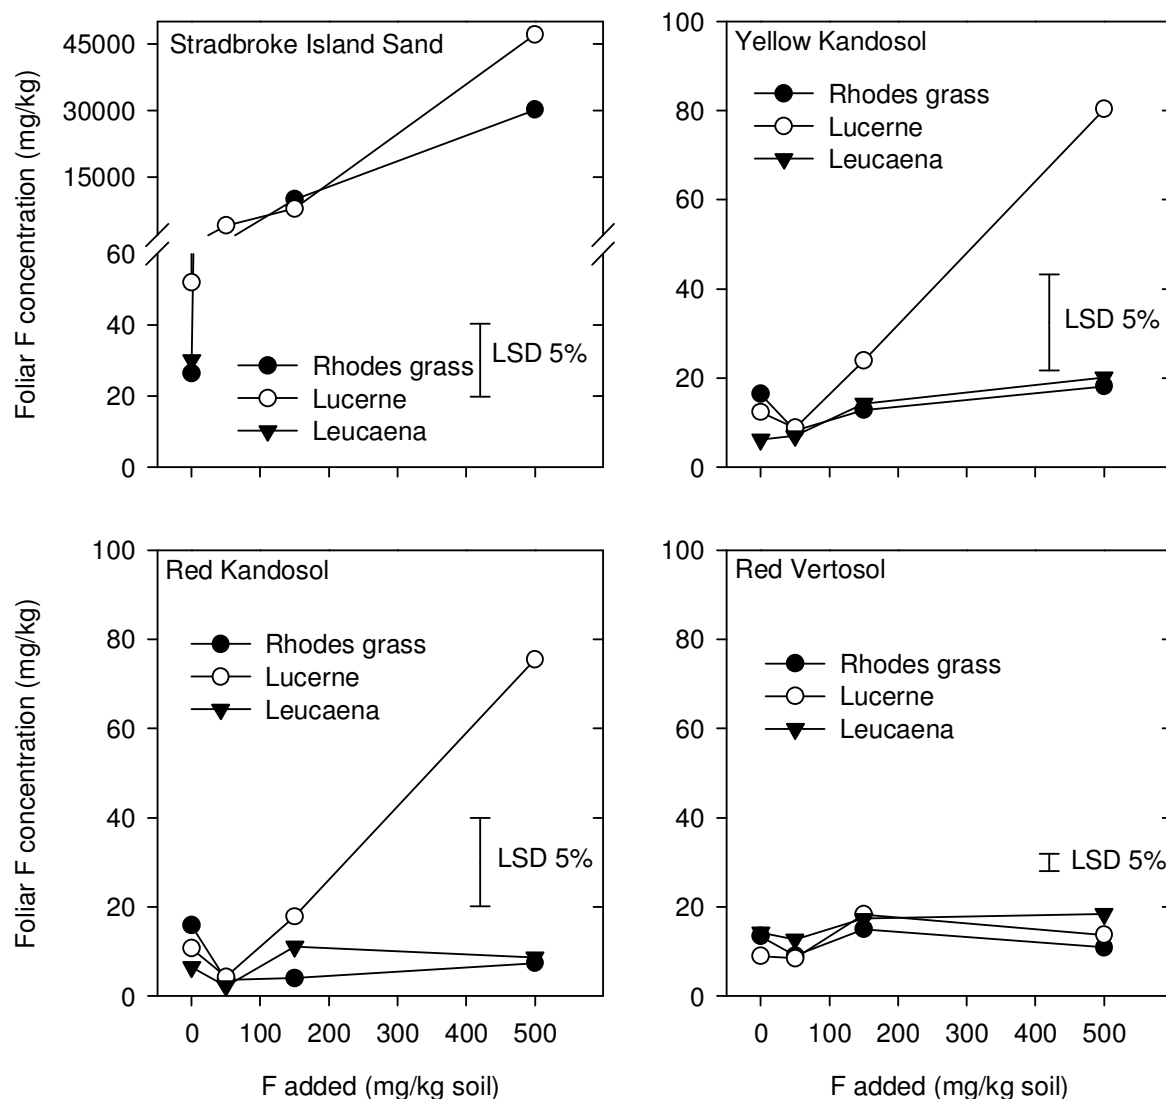 Foliar F concentration (mg/kg)
Stradbroke Island Sand
45000
30000
15000
60
40
20
0
LSD 5%
Rhodes grass
Lucerne
Leucaena
Yellow Kandosol
100
80
60
40
20
0
Rhodes grass
Lucerne
Leucaena
LSD 5%
Foliar F concentration (mg/kg)
Red Kandosol
100
80
60
40
20
0
Rhodes grass
Lucerne
Leucaena
LSD 5%
0 100 200 300 400 500
F added (mg/kg soil)
Red Vertosol
100
80
60
40
20
0
Rhodes grass
Lucerne
Leucaena
LSD 5%
0 100 200 300 400 500
F added (mg/kg soil)